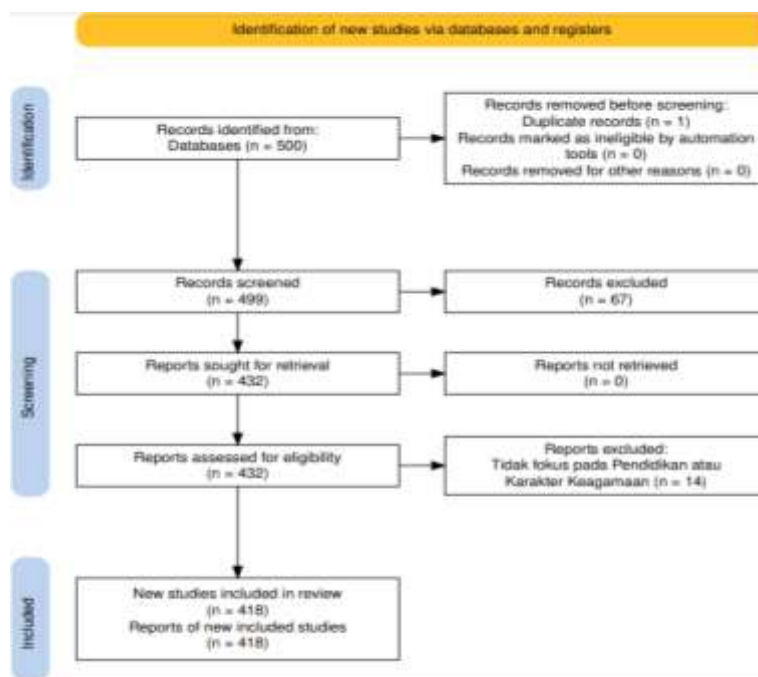 Identification of new studies via databases and registers
Identification
Records identified from:
Databases (n = 500)
Records removed before screening:
Duplicate records (n = 1)
Records marked as ineligible by automation
tools (n = 0)
Records removed for other reasons (n = 0)
Screening
Records screened
(n = 499)
Records excluded
(n = 67)
Reports sought for retrieval
(n = 432)
Reports not retrieved
(n = 0)
Reports assessed for eligibility
(n = 432)
Reports excluded:
Tidak fokus pada Pendidikan atau
Karakter Keagamaan (n = 14)
Included
New studies included in review
(n = 418)
Reports of new included studies
(n = 418)